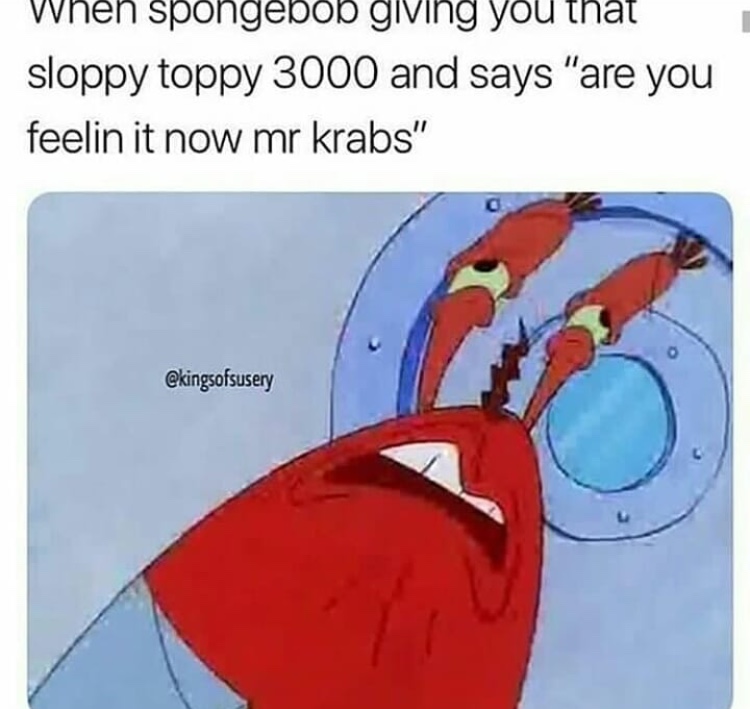 When spongebob giving you that
sloppy toppy 3000 and says "are you
feelin it now mr krabs"
@kingsofsusery